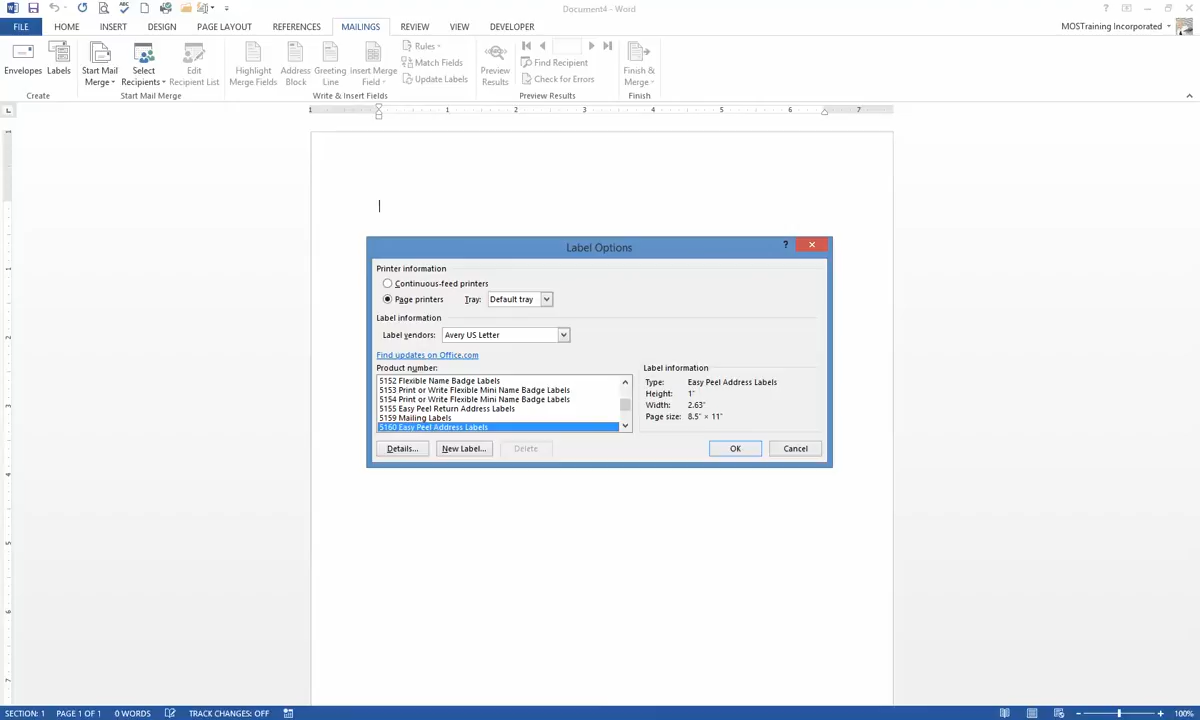 Document4 - Word
FILE HOME INSERT DESIGN PAGE LAYOUT REFERENCES MAILINGS REVIEW VIEW DEVELOPER
MOSTraining Incorporated
Envelopes Labels
Create
Start Mail Merge
Select Recipients
Edit Recipient List
Start Mail Merge
Highlight Merge Fields
Address Block
Greeting Line
Insert Merge Field
Rules
Match Fields
Update Labels
Write & Insert Fields
Preview Results
Find Recipient
Check for Errors
Preview Results
Finish & Merge
Finish
1 1 2 3 4 5 6 7
Label Options
?
Printer information
Continuous-feed printers
Page printers Tray: Default tray
Label information
Label vendors: Avery US Letter
Find updates on Office.com
Product number:
5152 Flexible Name Badge Labels
5153 Print or Write Flexible Mini Name Badge Labels
5154 Print or Write Flexible Mini Name Badge Labels
5155 Easy Peel Return Address Labels
5159 Mailing Labels
5160 Easy Peel Address Labels
Label information
Type: Easy Peel Address Labels
Height: 1"
Width: 2.63"
Page size: 8.5" × 11"
Details... New Label... Delete OK Cancel
SECTION: 1 PAGE 1 OF 1 0 WORDS TRACK CHANGES: OFF 100%